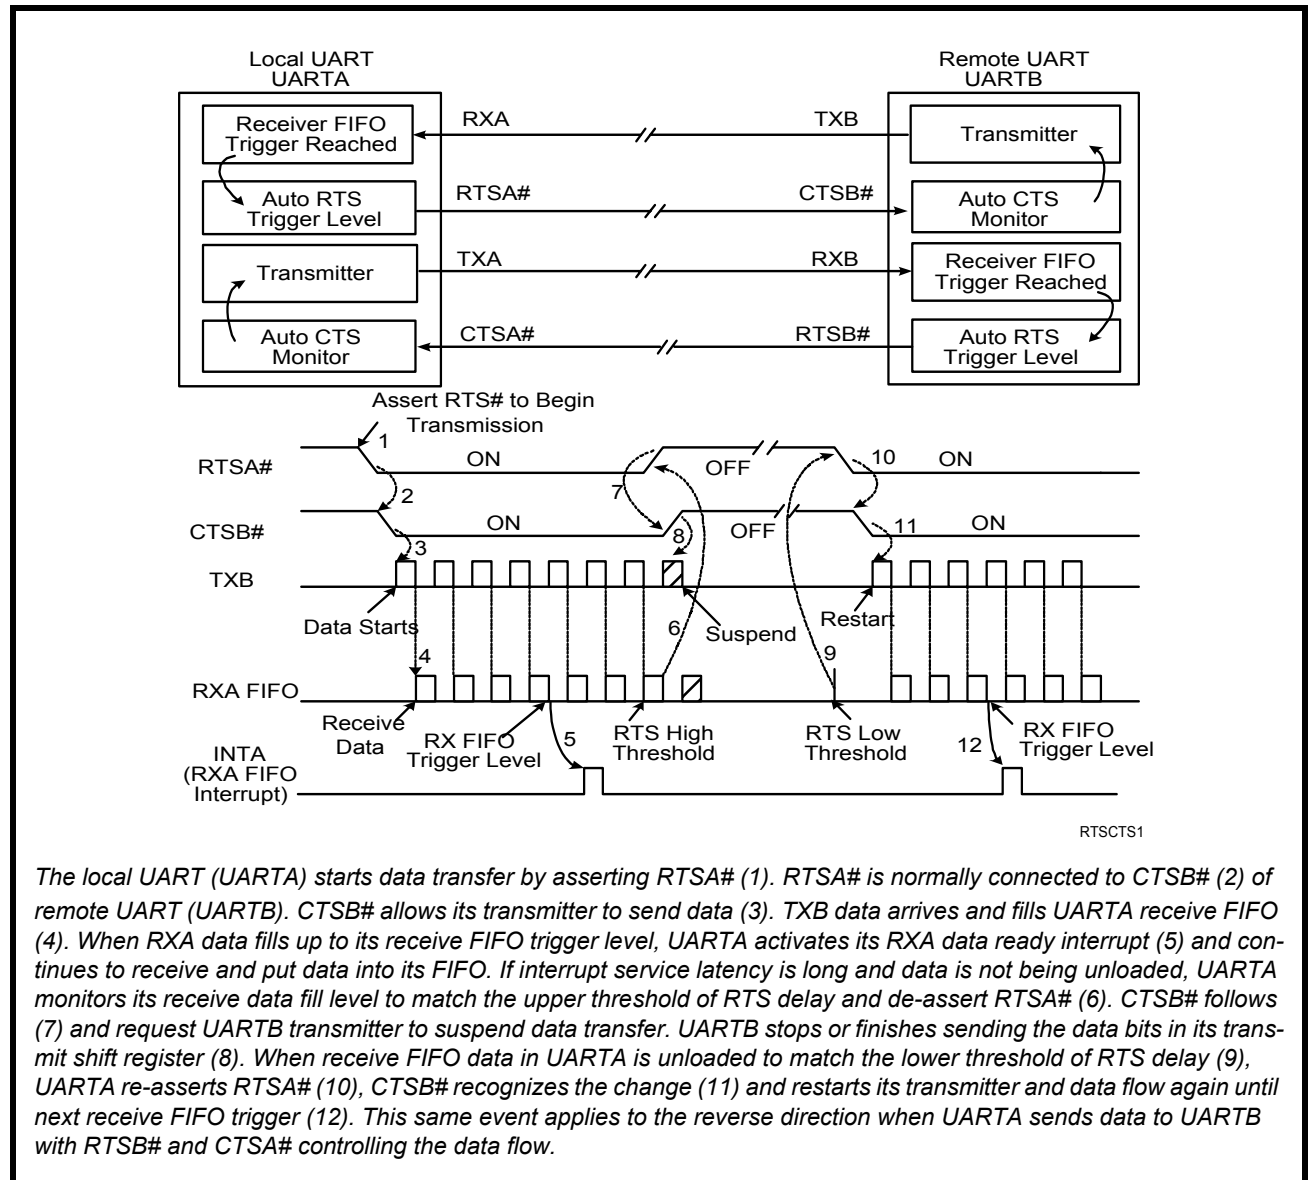 Local UART
UARTA
Remote UART
UARTB
Receiver FIFO
Trigger Reached
RXA
TXB
Transmitter
Auto RTS
Trigger Level
RTSA#
CTSB#
Auto CTS
Monitor
Transmitter
TXA
RXB
Receiver FIFO
Trigger Reached
Auto CTS
Monitor
CTSA#
RTSB#
Auto RTS
Trigger Level
Assert RTS# to Begin
Transmission
1
RTSA#
ON
OFF
10
ON
2
7
CTSB#
ON
8
OFF
11
ON
3
TXB
Data Starts
6
Suspend
Restart
4
9
RXA FIFO
Receive
Data
RX FIFO
Trigger Level
5
RTS High
Threshold
RTS Low
Threshold
12
RX FIFO
Trigger Level
INTA
(RXA FIFO
Interrupt)
RTSCTS1
The local UART (UARTA) starts data transfer by asserting RTSA# (1). RTSA# is normally connected to CTSB# (2) of
remote UART (UARTB). CTSB# allows its transmitter to send data (3). TXB data arrives and fills UARTA receive FIFO
(4). When RXA data fills up to its receive FIFO trigger level, UARTA activates its RXA data ready interrupt (5) and con-
tinues to receive and put data into its FIFO. If interrupt service latency is long and data is not being unloaded, UARTA
monitors its receive data fill level to match the upper threshold of RTS delay and de-assert RTSA# (6). CTSB# follows
(7) and request UARTB transmitter to suspend data transfer. UARTB stops or finishes sending the data bits in its trans-
mit shift register (8). When receive FIFO data in UARTA is unloaded to match the lower threshold of RTS delay (9),
UARTA re-asserts RTSA# (10), CTSB# recognizes the change (11) and restarts its transmitter and data flow again until
next receive FIFO trigger (12). This same event applies to the reverse direction when UARTA sends data to UARTB
with RTSB# and CTSA# controlling the data flow.